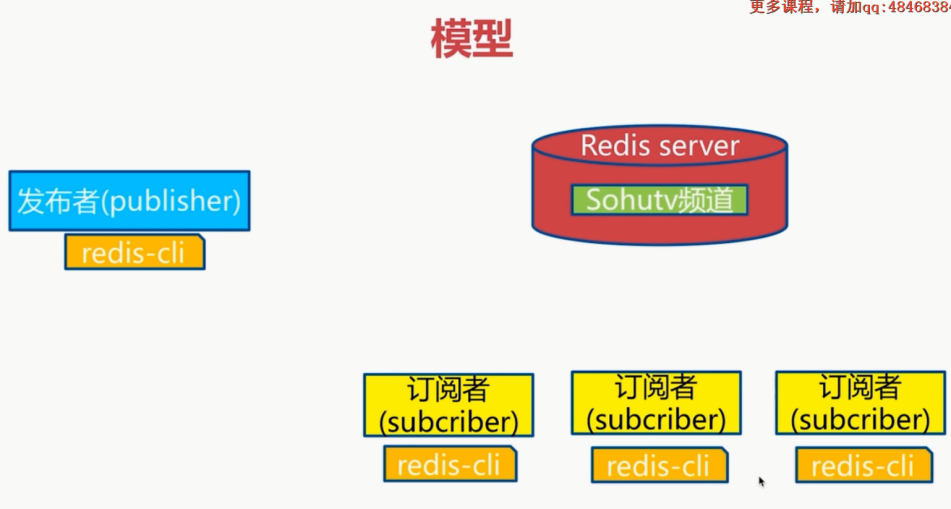 更多课程，请加qq:4846838
模型
Redis server
Sohutv频道
发布者(publisher)
redis-cli
订阅者
(subcriber)
redis-cli
订阅者
(subcriber)
redis-cli
订阅者
(subcriber)
redis-cli